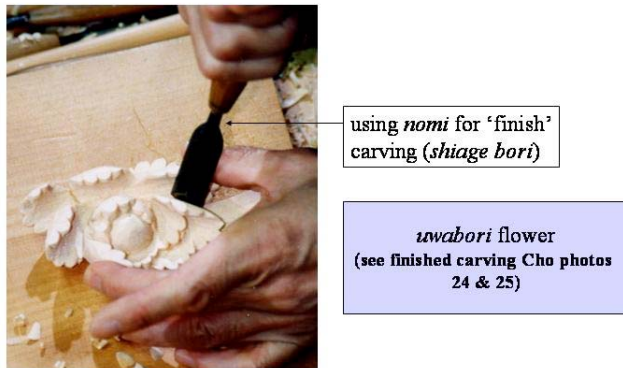 using nomi for ‘finish’
carving (shiage bori)
uwabori flower
(see finished carving Cho photos
24 & 25)